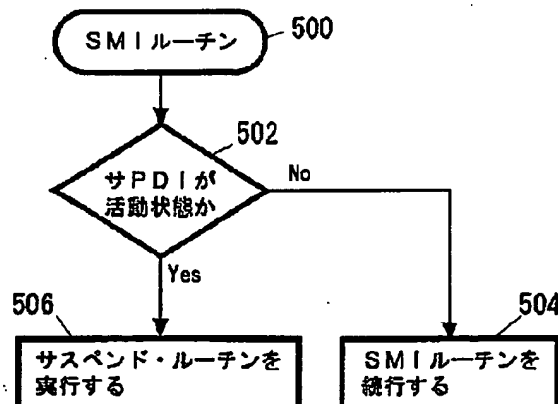 SMIルーチン
500
502
サPDIが
活動状態か
No
Yes
506
サスペンド・ルーチンを
実行する
504
SMIルーチンを
続行する